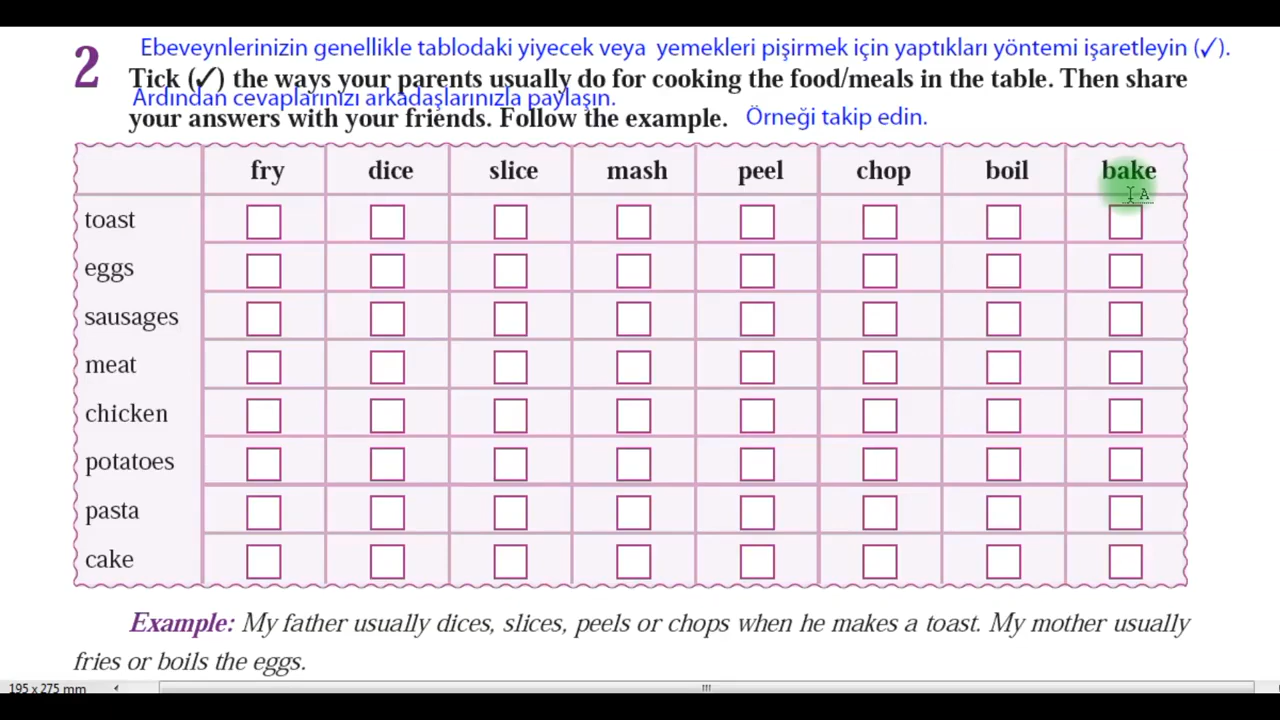 Ebeveynlerinizin genellikle tablodaki yiyecek veya yemekleri pişirmek için yaptıkları yöntemi işaretleyin (✓).
2
Tick (✓) the ways your parents usually do for cooking the food/meals in the table. Then share
Ardından cevaplarınızı arkadaşlarınızla paylaşın.
your answers with your friends. Follow the example. Örneği takip edin.
fry dice slice mash peel chop boil bake
A
toast
eggs
sausages
meat
chicken
potatoes
pasta
cake
Example: My father usually dices, slices, peels or chops when he makes a toast. My mother usually
fries or boils the eggs.
195 x 275 mm